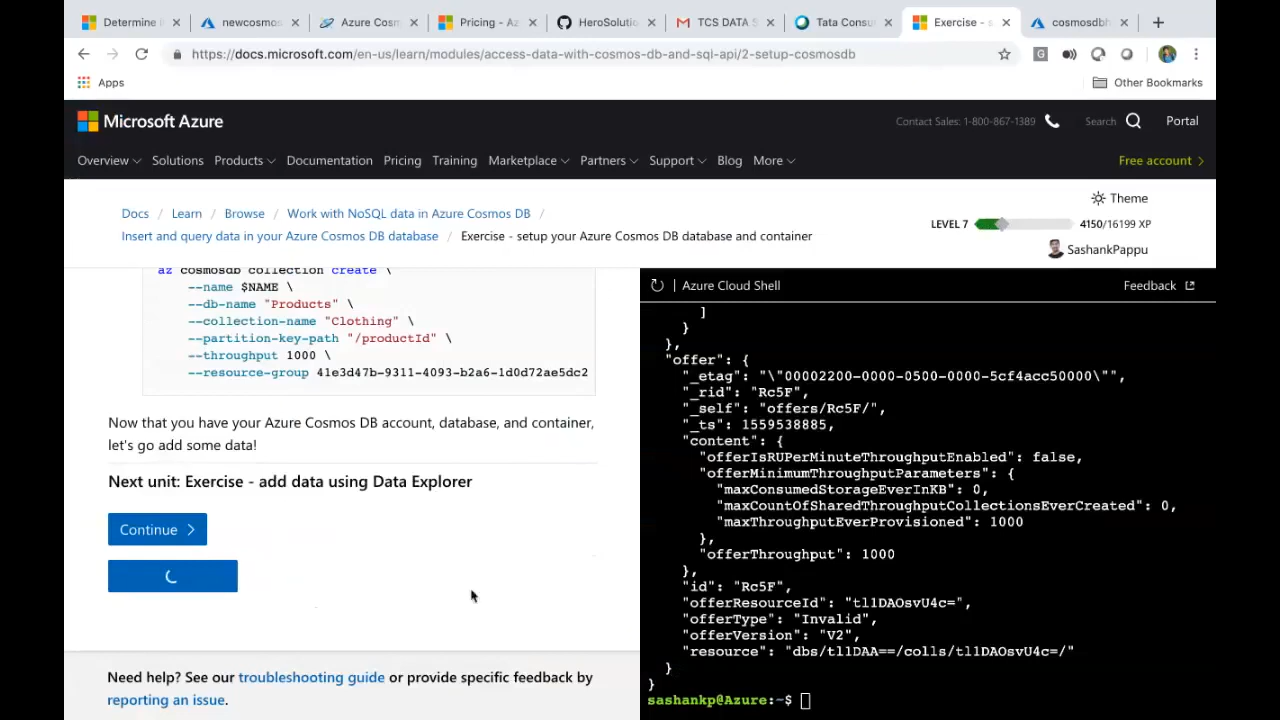 Determine
newcosmos
Azure Cosm
Pricing - Az
HeroSolutio
TCS DATA S
Tata Consu
Exercise - s
cosmosdbh
https://docs.microsoft.com/en-us/learn/modules/access-data-with-cosmos-db-and-sql-api/2-setup-cosmosdb
Apps
Other Bookmarks
Microsoft Azure
Contact Sales: 1-800-867-1389
Search
Portal
Overview
Solutions
Products
Documentation
Pricing
Training
Marketplace
Partners
Support
Blog
More
Free account
Docs / Learn / Browse / Work with NoSQL data in Azure Cosmos DB /
Insert and query data in your Azure Cosmos DB database / Exercise - setup your Azure Cosmos DB database and container
Theme
LEVEL 7 4150/16199 XP
SashankPappu
az cosmosdb collection create \
--name $NAME \
--db-name "Products" \
--collection-name "Clothing" \
--partition-key-path "/productId" \
--throughput 1000 \
--resource-group 41e3d47b-9311-4093-b2a6-1d0d72ae5dc2
Now that you have your Azure Cosmos DB account, database, and container,
let's go add some data!
Next unit: Exercise - add data using Data Explorer
Continue
Need help? See our troubleshooting guide or provide specific feedback by
reporting an issue.
Azure Cloud Shell
Feedback
]
}
},
"offer": {
"_etag": "\"00002200-0000-0500-0000-5cf4acc50000\"",
"_rid": "Rc5F",
"_self": "offers/Rc5F/",
"_ts": 1559538885,
"content": {
"offerIsRUPerMinuteThroughputEnabled": false,
"offerMinimumThroughputParameters": {
"maxConsumedStorageEverInKB": 0,
"maxCountOfSharedThroughputCollectionsEverCreated": 0,
"maxThroughputEverProvisioned": 1000
},
"offerThroughput": 1000
},
"id": "Rc5F",
"offerResourceId": "tl1DAOsvU4c=",
"offerType": "Invalid",
"offerVersion": "V2",
"resource": "dbs/tl1DAA==/colls/tl1DAOsvU4c=/"
}
}
sashankp@Azure:~$